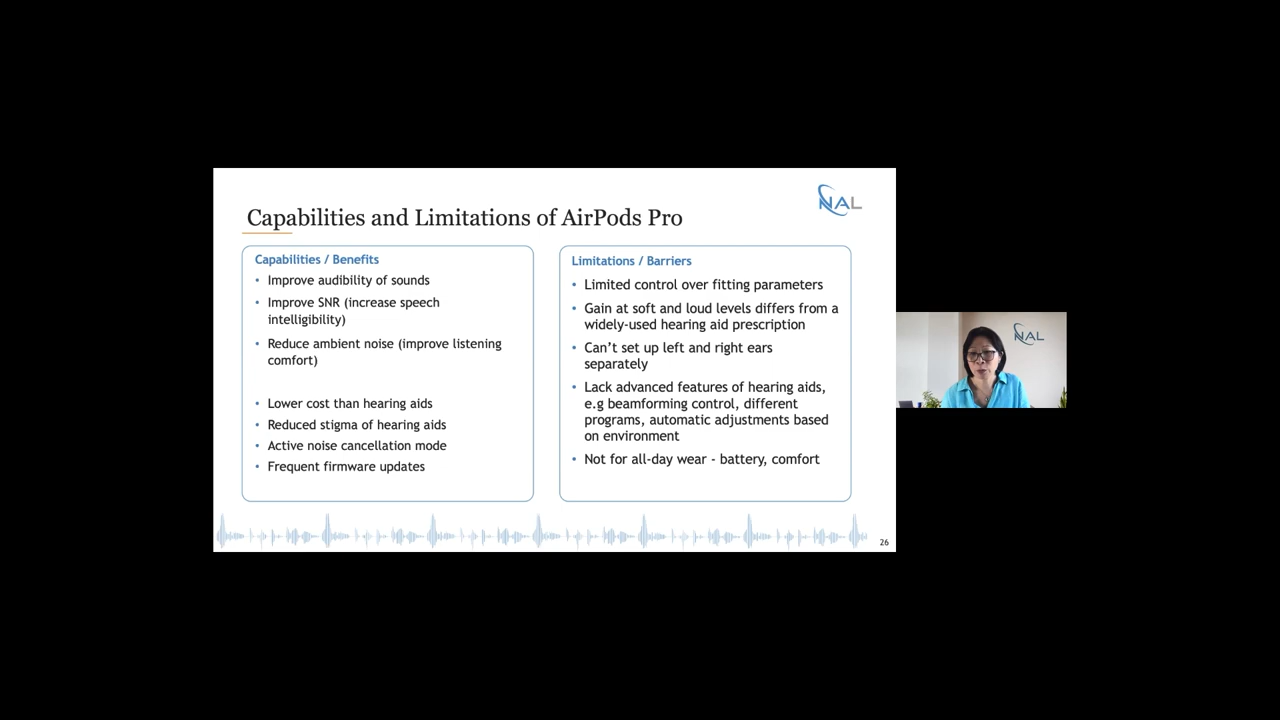 NAL
Capabilities and Limitations of AirPods Pro
Capabilities / Benefits
• Improve audibility of sounds
• Improve SNR (increase speech
intelligibility)
• Reduce ambient noise (improve listening
comfort)
• Lower cost than hearing aids
• Reduced stigma of hearing aids
• Active noise cancellation mode
• Frequent firmware updates
Limitations / Barriers
• Limited control over fitting parameters
• Gain at soft and loud levels differs from a
widely-used hearing aid prescription
• Can’t set up left and right ears
separately
• Lack advanced features of hearing aids,
e.g beamforming control, different
programs, automatic adjustments based
on environment
• Not for all-day wear - battery, comfort
26
NAL